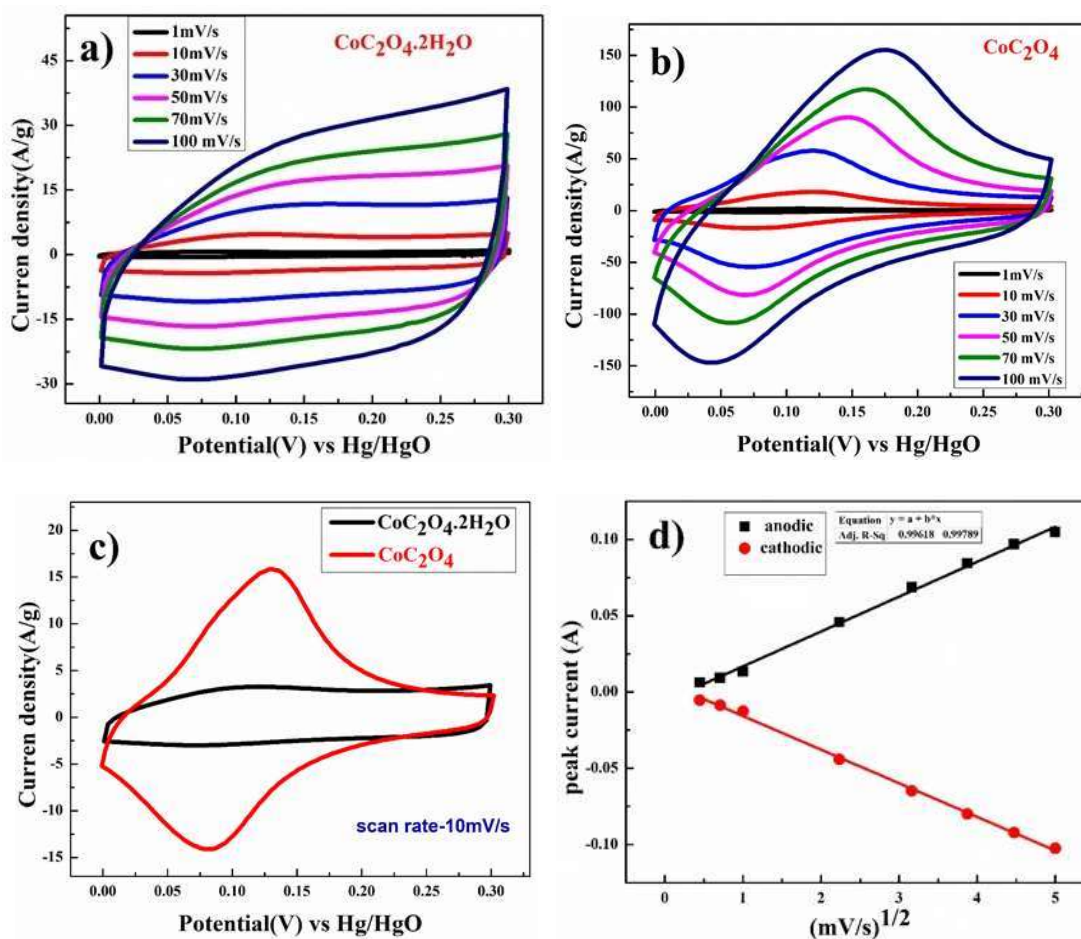 a)
CoC2O4.2H2O
1mV/s
10mV/s
30mV/s
50mV/s
70mV/s
100 mV/s
45
30
15
0
-15
-30
0.00 0.05 0.10 0.15 0.20 0.25 0.30
Curren density(A/g)
Potential(V) vs Hg/HgO
b)
CoC2O4
150
100
50
0
-50
-100
-150
1mV/s
10 mV/s
30 mV/s
50 mV/s
70 mV/s
100 mV/s
0.00 0.05 0.10 0.15 0.20 0.25 0.30
Curren density(A/g)
Potential(V) vs Hg/HgO
c)
CoC2O4.2H2O
CoC2O4
25
20
15
10
5
0
-5
-10
-15
scan rate-10mV/s
0.00 0.05 0.10 0.15 0.20 0.25 0.30
Curren density(A/g)
Potential(V) vs Hg/HgO
d)
anodic
cathodic
Equation y = a + b*x
Adj. R-Sq 0.99618 0.99789
0.10
0.05
0.00
-0.05
-0.10
0 1 2 3 4 5
peak current (A)
(mV/s)1/2